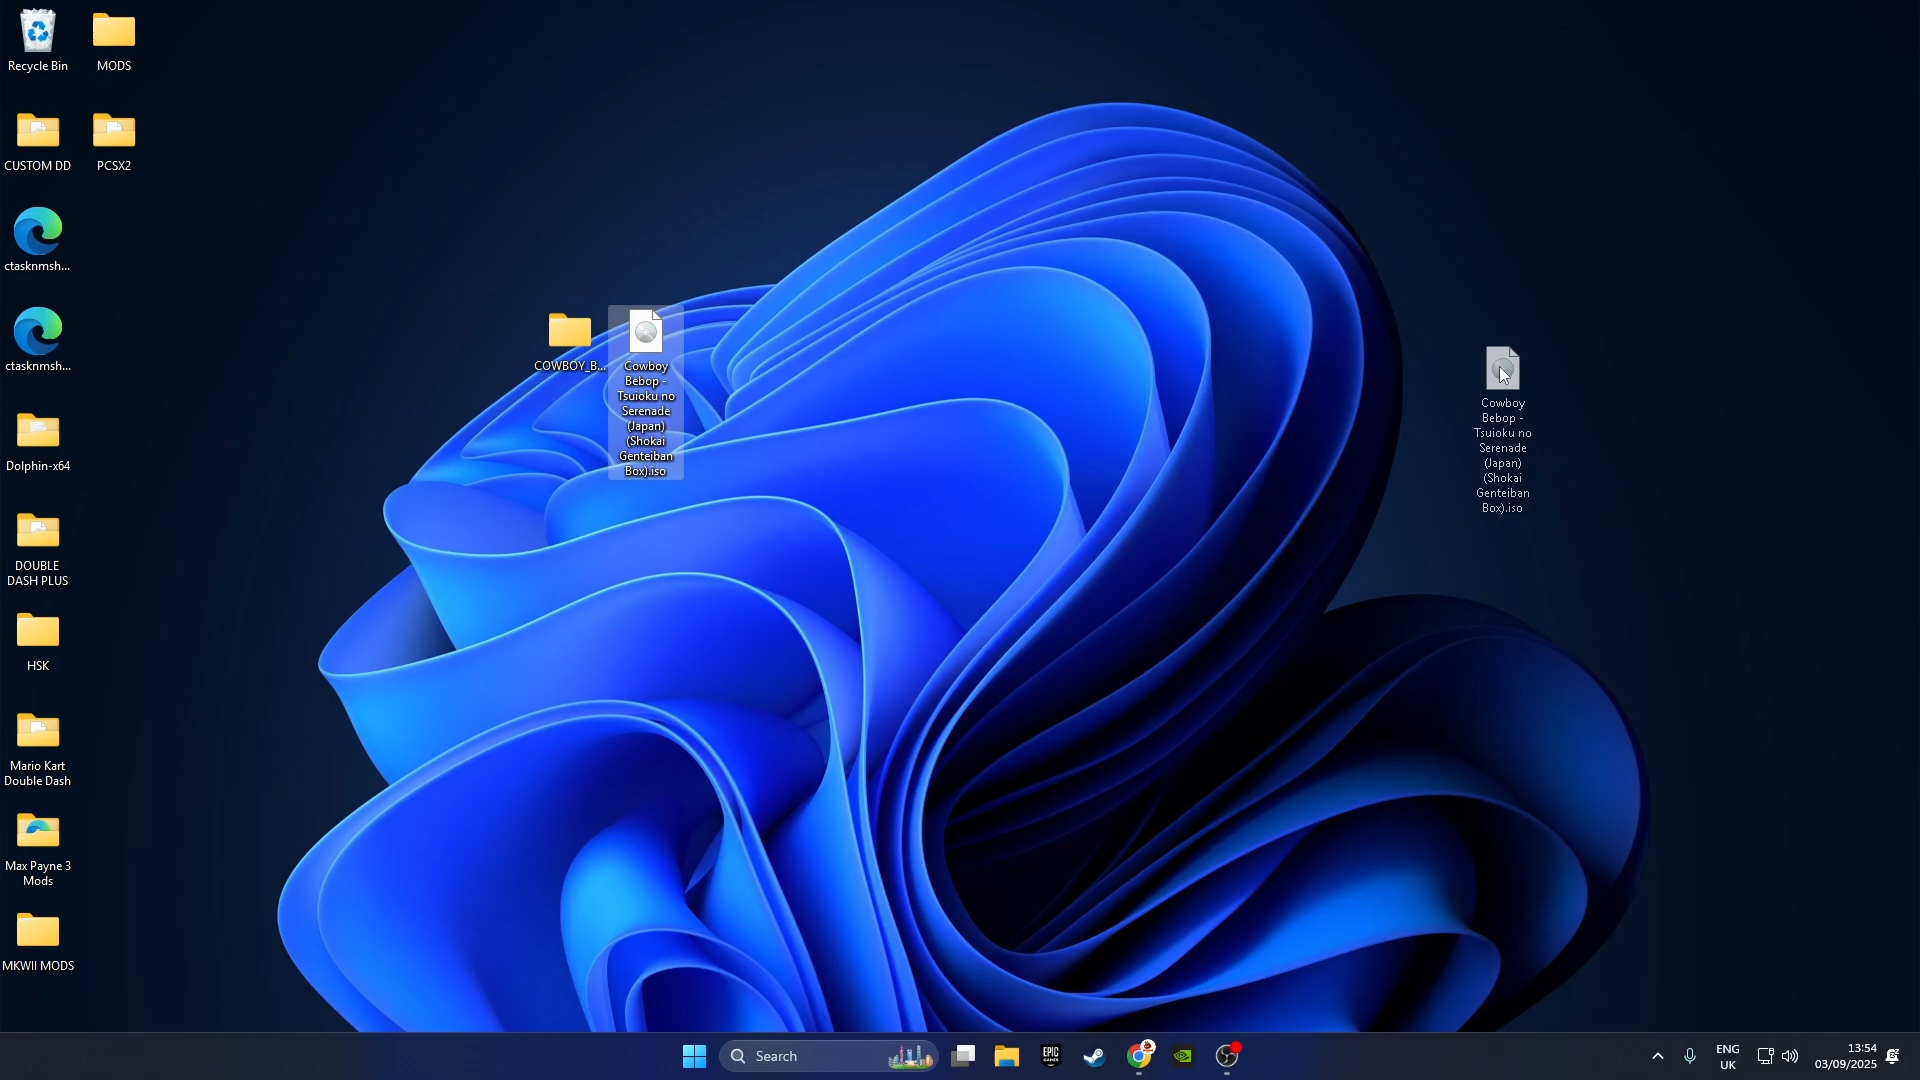 Recycle Bin
MODS
CUSTOM DD
PCSX2
ctasknmsh...
ctasknmsh...
Dolphin-x64
DOUBLE
DASH PLUS
HSK
Mario Kart
Double Dash
Max Payne 3
Mods
MKWII MODS
COWBOY_B...
Cowboy
Bebop -
Tsuioku no
Serenade
(Japan)
(Shokai
Genteiban
Box).iso
Cowboy
Bebop -
Tsuioku no
Serenade
(Japan)
(Shokai
Genteiban
Box).iso
Search
EPIC
GAMES
ENG
UK
13:54
03/09/2025